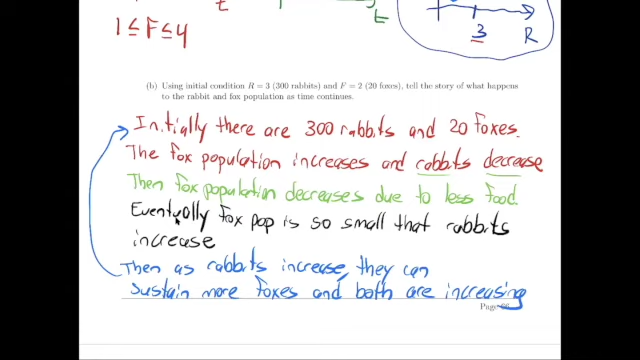 t
t
1 ≤ F ≤ 4
3 R
(b) Using initial condition R = 3 (300 rabbits) and F = 2 (20 foxes), tell the story of what happens
to the rabbit and fox population as time continues.
Initially there are 300 rabbits and 20 foxes.
The fox population increases and rabbits decrease
Then fox population decreases due to less food
Eventually fox pop is so small that rabbits
increase
Then as rabbits increase, they can
sustain more foxes and both are increasing
Page